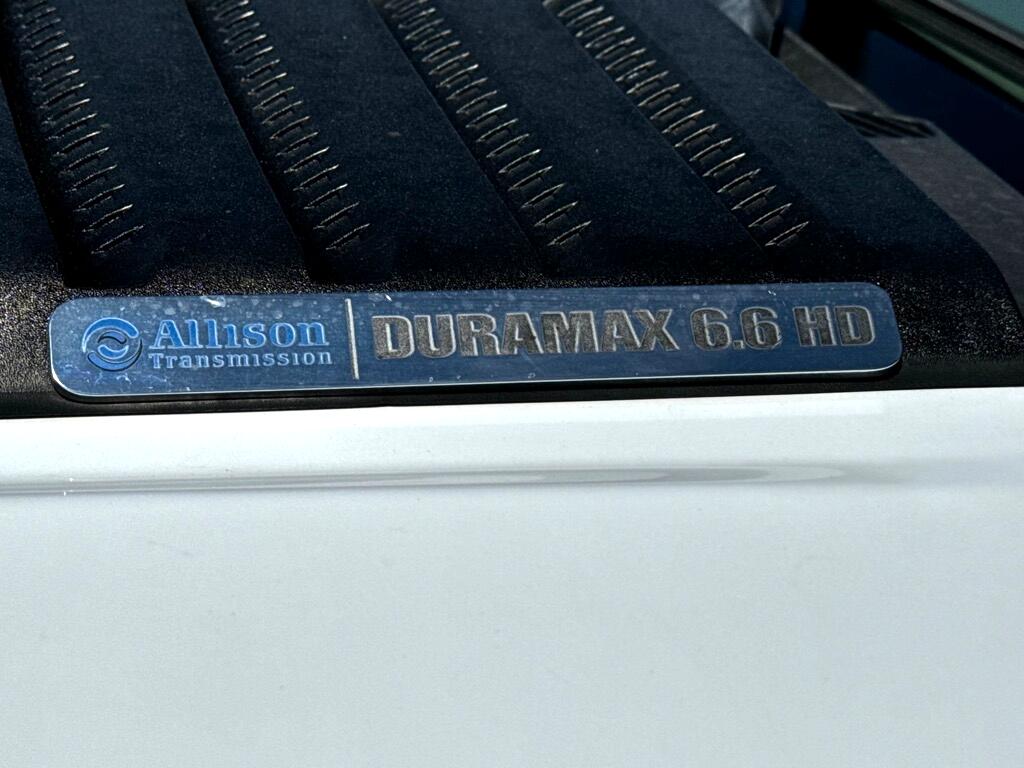 Allison
Transmission
DURAMAX 6.6 HD